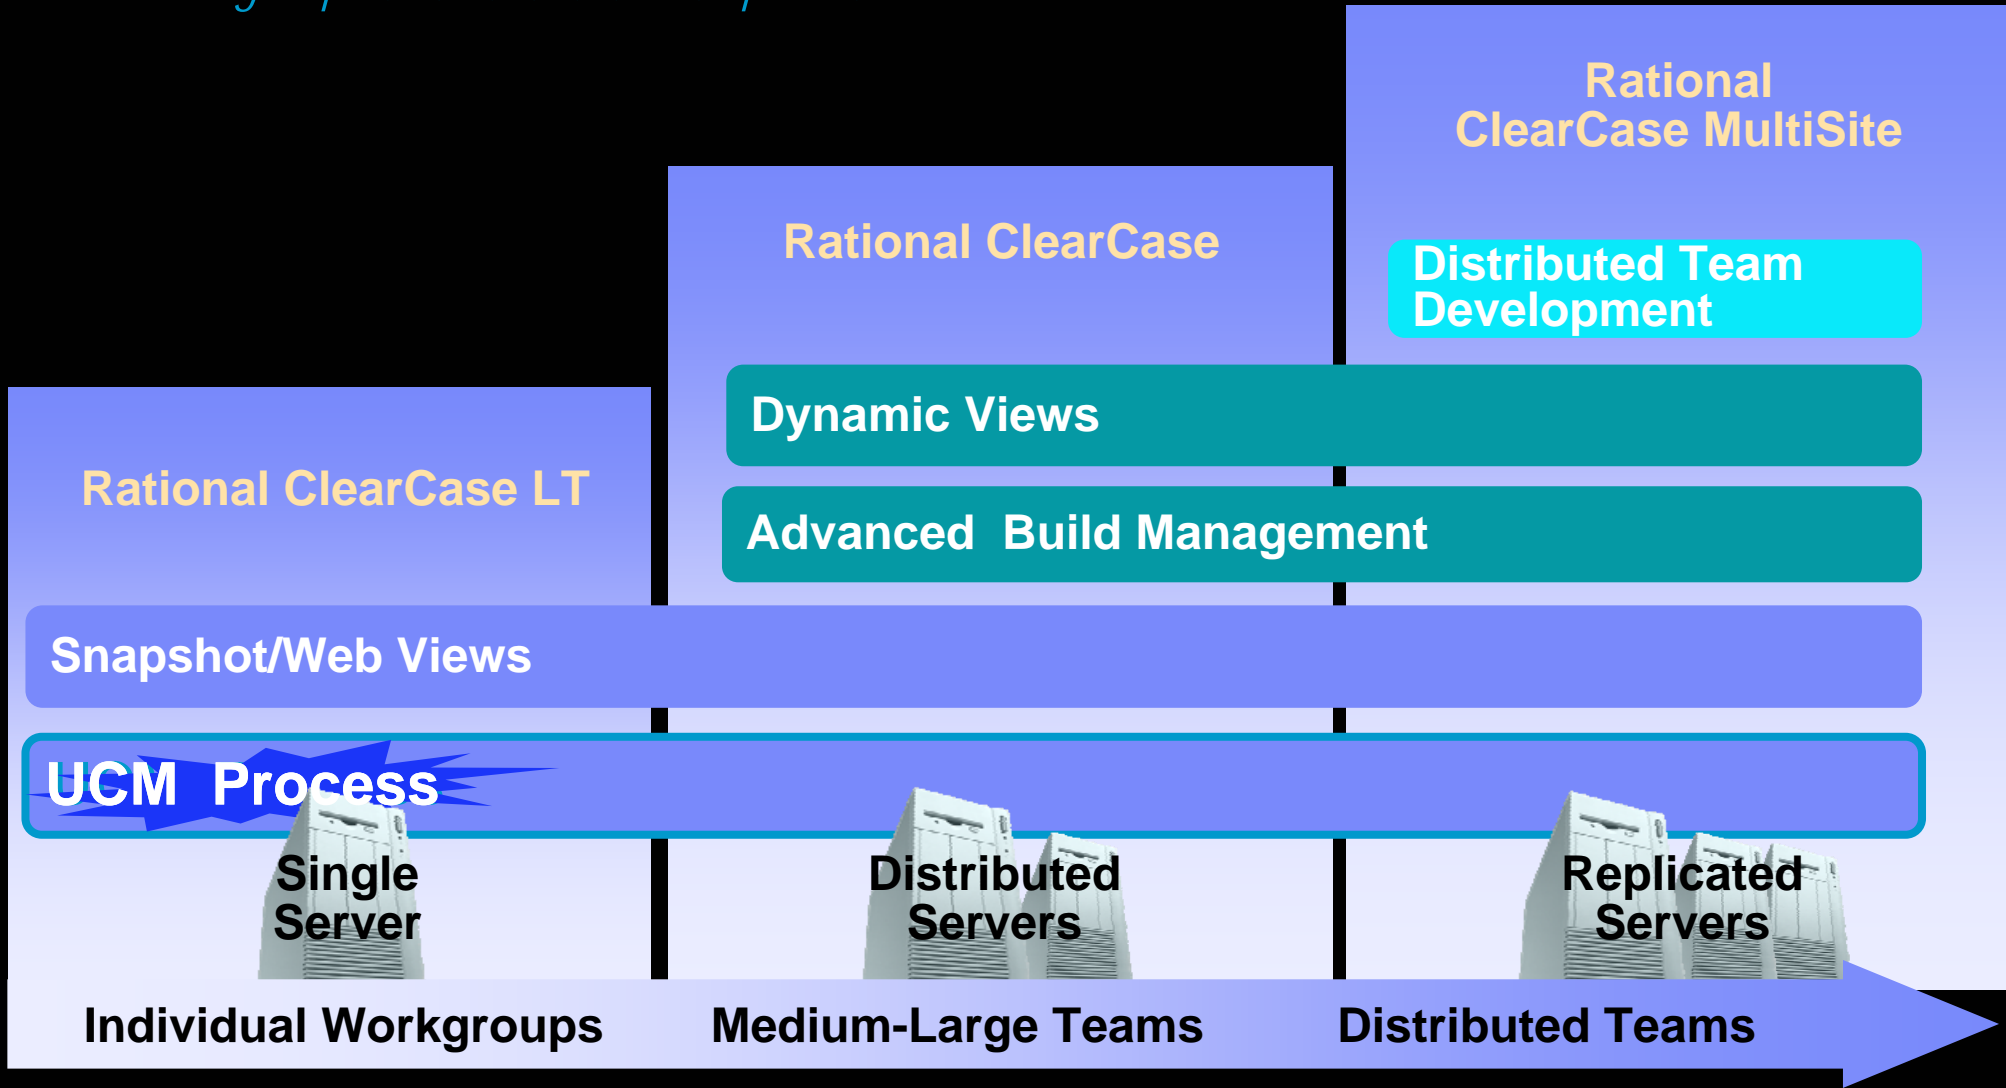 Rational
ClearCase MultiSite
Rational ClearCase
Distributed Team
Development
Dynamic Views
Rational ClearCase LT
Advanced  Build Management
Snapshot/Web Views
UCM  Process
Single
Server
Distributed
Servers
Replicated
Servers
Individual Workgroups
Medium-Large Teams
Distributed Teams